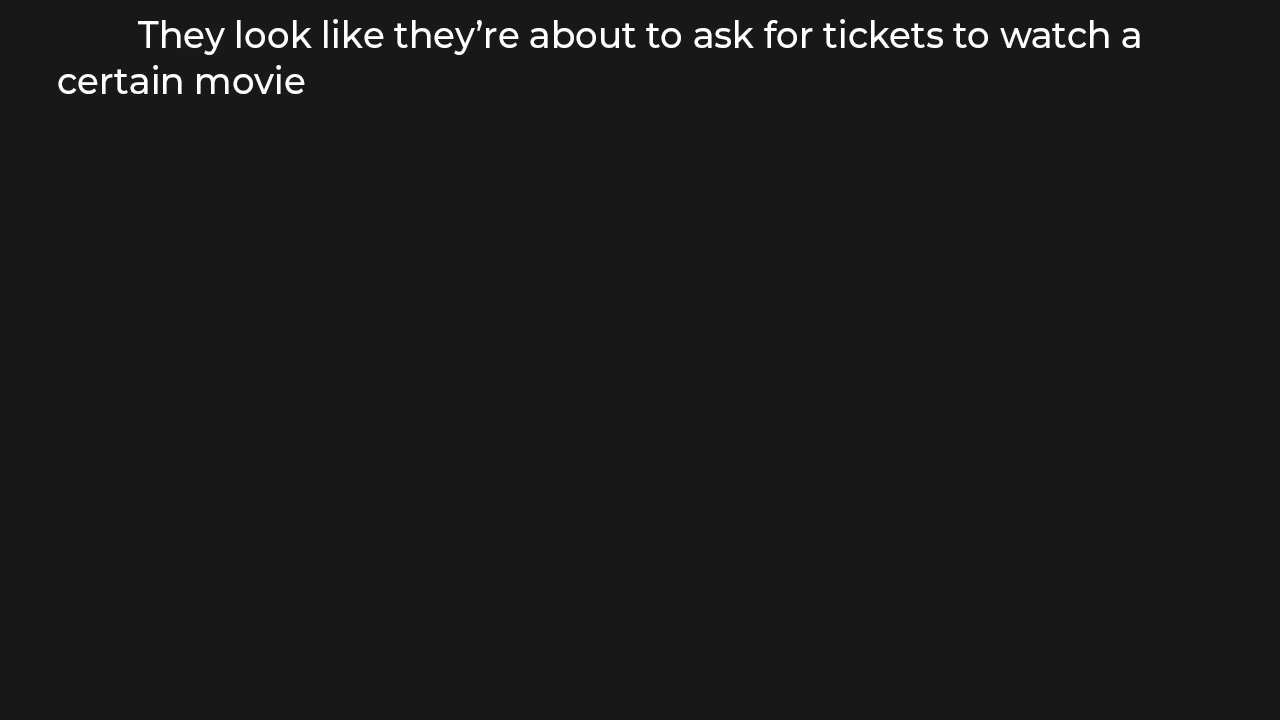 They look like they’re about to ask for tickets to watch a
certain movie